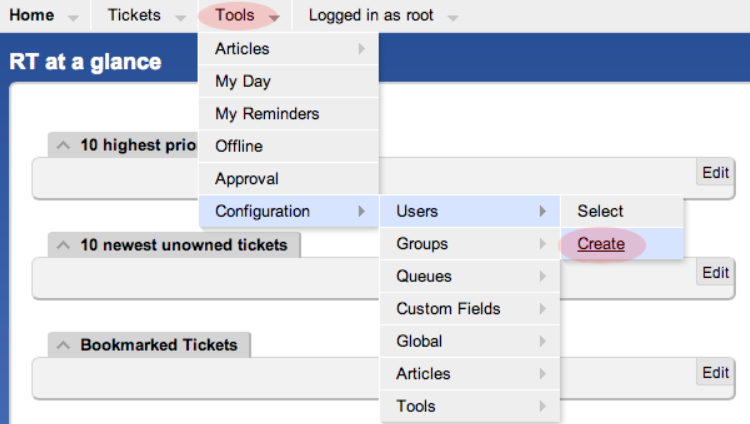 Home Tickets Tools Logged in as root
RT at a glance
Articles
My Day
My Reminders
10 highest prio
Offline
Edit
Approval
Configuration Users Select
10 newest unowned tickets
Groups Create
Edit
Queues
Custom Fields
Global
Bookmarked Tickets
Edit
Articles
Tools